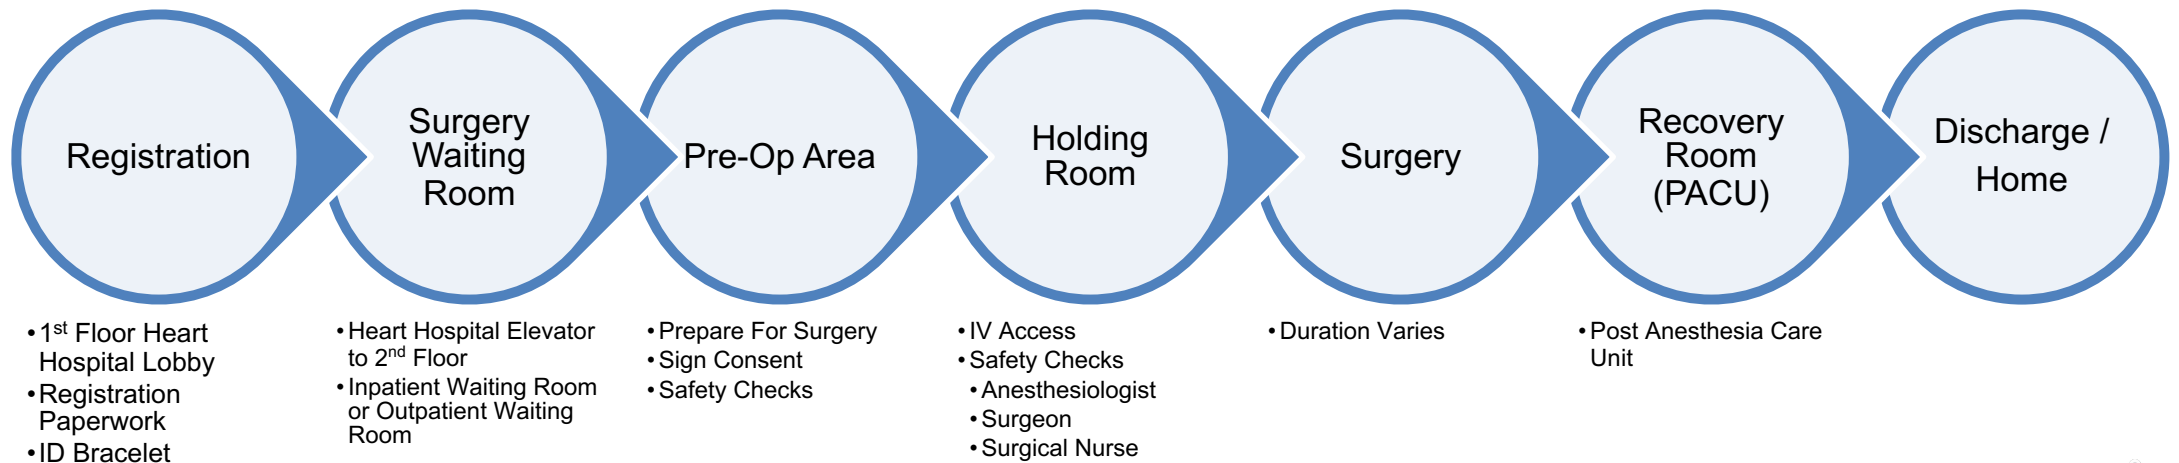 Registration
Surgery
Waiting
Room
Pre-Op Area
Holding
Room
Surgery
Recovery
Room
(PACU)
Discharge /
Home
•1st Floor Heart
Hospital Lobby
•Registration
Paperwork
•ID Bracelet
•Heart Hospital Elevator
to 2nd Floor
•Inpatient Waiting Room
or Outpatient Waiting
Room
•Prepare For Surgery
•Sign Consent
•Safety Checks
•IV Access
•Safety Checks
•Anesthesiologist
•Surgeon
•Surgical Nurse
•Duration Varies
•Post Anesthesia Care
Unit